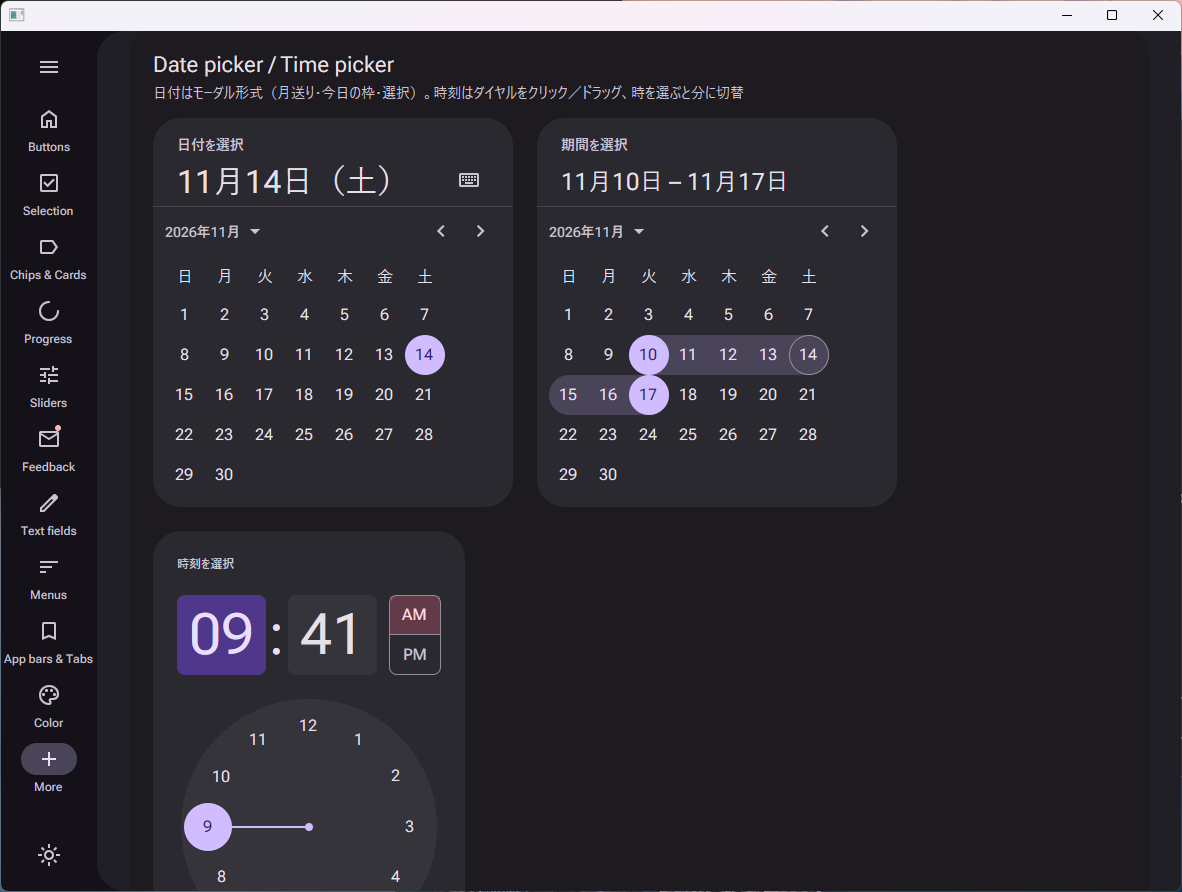 Date picker / Time picker
日付はモーダル形式（月送り・今日の枠・選択）。時刻はダイヤルをクリック／ドラッグ、時を選ぶと分に切替
Buttons
Selection
Chips & Cards
Progress
Sliders
Feedback
Text fields
Menus
App bars & Tabs
Color
More
日付を選択
11月14日（土）
2026年11月
日 月 火 水 木 金 土
1 2 3 4 5 6 7
8 9 10 11 12 13 14
15 16 17 18 19 20 21
22 23 24 25 26 27 28
29 30
期間を選択
11月10日 – 11月17日
2026年11月
日 月 火 水 木 金 土
1 2 3 4 5 6 7
8 9 10 11 12 13 14
15 16 17 18 19 20 21
22 23 24 25 26 27 28
29 30
時刻を選択
09 : 41
AM
PM
12
11 1
10 2
9 3
8 4